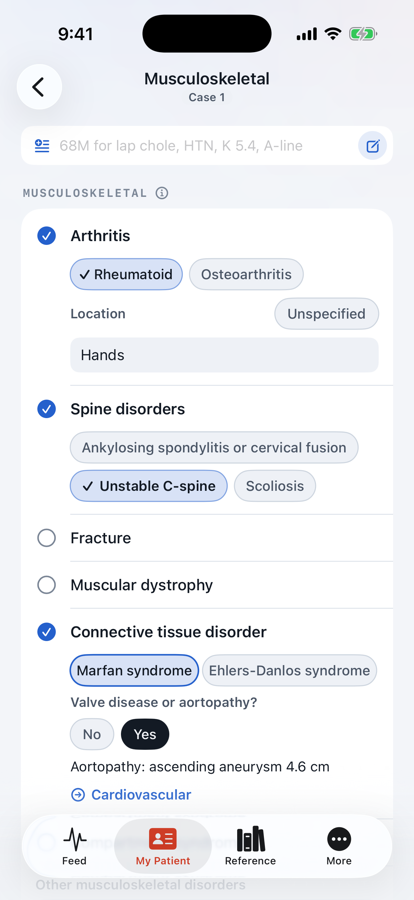 9:41
Musculoskeletal
Case 1
68M for lap chole, HTN, K 5.4, A-line
MUSCULOSKELETAL
Arthritis
Rheumatoid Osteoarthritis
Location Unspecified
Hands
Spine disorders
Ankylosing spondylitis or cervical fusion
Unstable C-spine Scoliosis
Fracture
Muscular dystrophy
Connective tissue disorder
Marfan syndrome Ehlers-Danlos syndrome
Valve disease or aortopathy?
No Yes
Aortopathy: ascending aneurysm 4.6 cm
Cardiovascular
Feed My Patient Reference More
Other musculoskeletal disorders